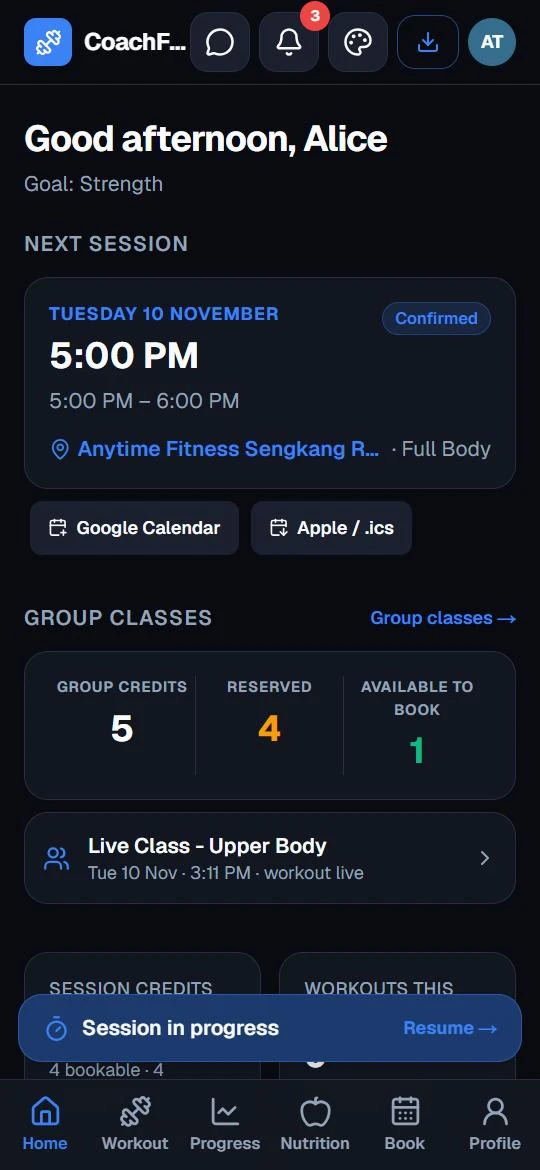 CoachF...
3
AT
Good afternoon, Alice
Goal: Strength
NEXT SESSION
TUESDAY 10 NOVEMBER
Confirmed
5:00 PM
5:00 PM – 6:00 PM
Anytime Fitness Sengkang R... · Full Body
Google Calendar
Apple / .ics
GROUP CLASSES
Group classes →
GROUP CREDITS
5
RESERVED
4
AVAILABLE TO
BOOK
1
Live Class - Upper Body
Tue 10 Nov · 3:11 PM · workout live
SESSION CREDITS
WORKOUTS THIS
Session in progress
Resume →
4 bookable · 4
Home
Workout
Progress
Nutrition
Book
Profile